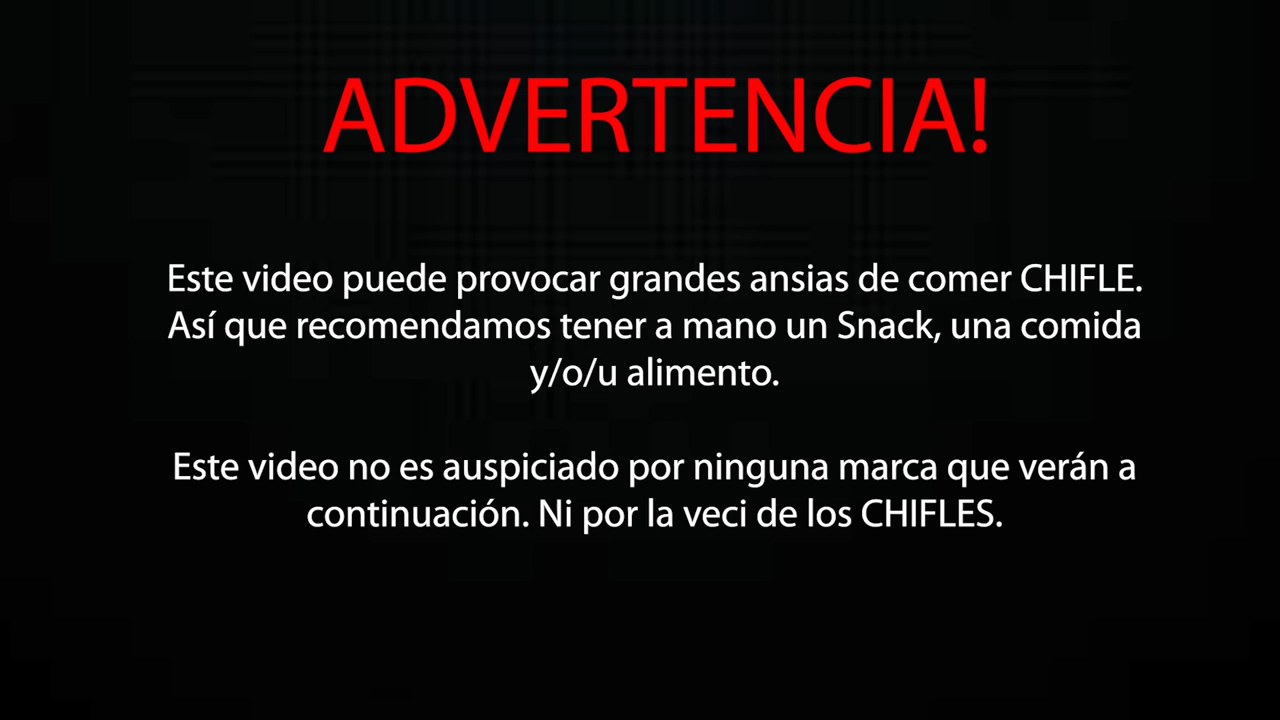 ADVERTENCIA!
Este video puede provocar grandes ansias de comer CHIFLE.
Así que recomendamos tener a mano un Snack, una comida
y/o/u alimento.
Este video no es auspiciado por ninguna marca que verán a
continuación. Ni por la veci de los CHIFLES.